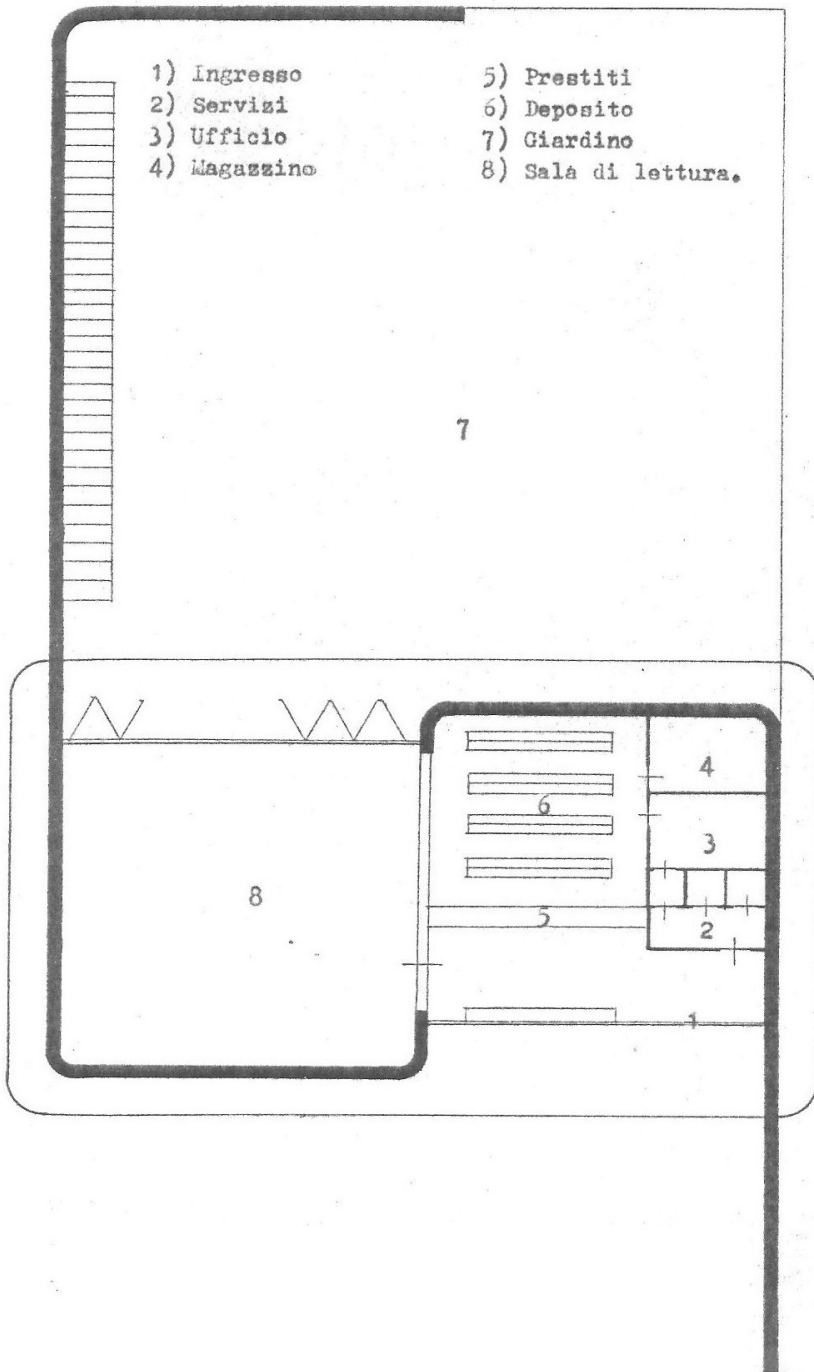 1) Ingresso
2) Servizi
3) Ufficio
4) Magazzino
5) Prestiti
6) Deposito
7) Giardino
8) Sala di lettura.
7
4
6
3
8
5
2
1